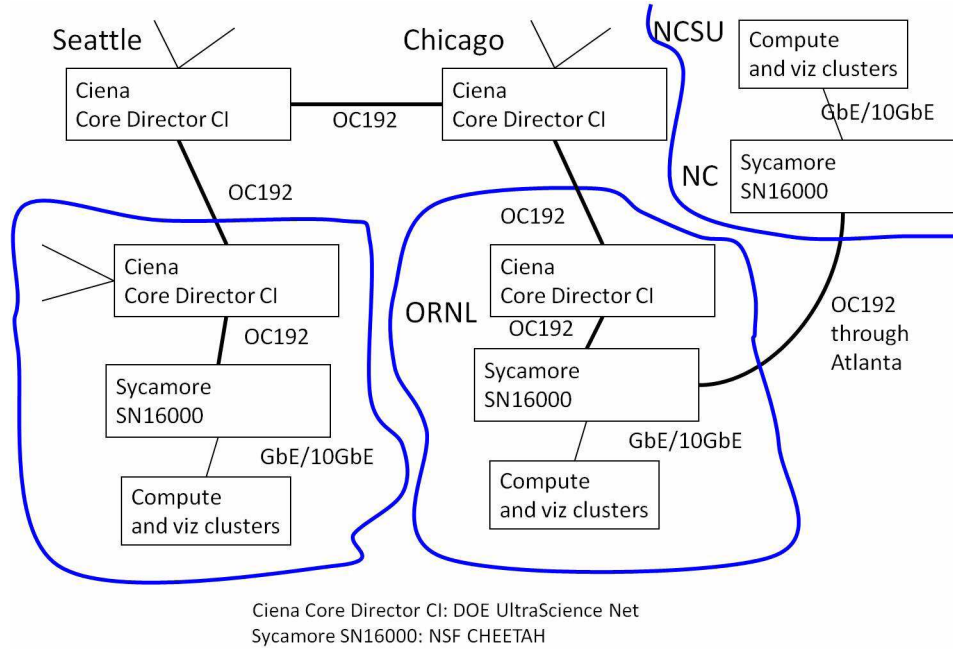 Seattle
Chicago
NCSU
Compute
and viz clusters
Ciena
Core Director CI
OC192
Ciena
Core Director CI
GbE/10GbE
NC
Sycamore
SN16000
OC192
OC192
Ciena
Core Director CI
ORNL
Ciena
Core Director CI
OC192
through
Atlanta
OC192
OC192
Sycamore
SN16000
Sycamore
SN16000
GbE/10GbE
GbE/10GbE
Compute
and viz clusters
Compute
and viz clusters
Ciena Core Director CI: DOE UltraScience Net
Sycamore SN16000: NSF CHEETAH